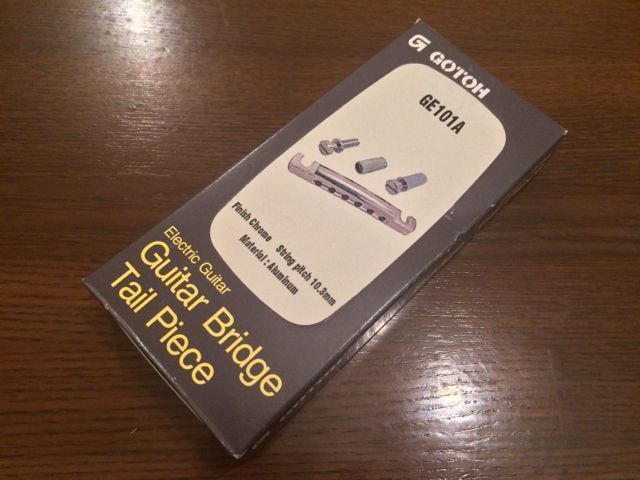 GOTOH
GE101A
Finish Chrome String pitch 10.3mm
Material : Aluminum
Electric Guitar
Guitar Bridge
Tail Piece